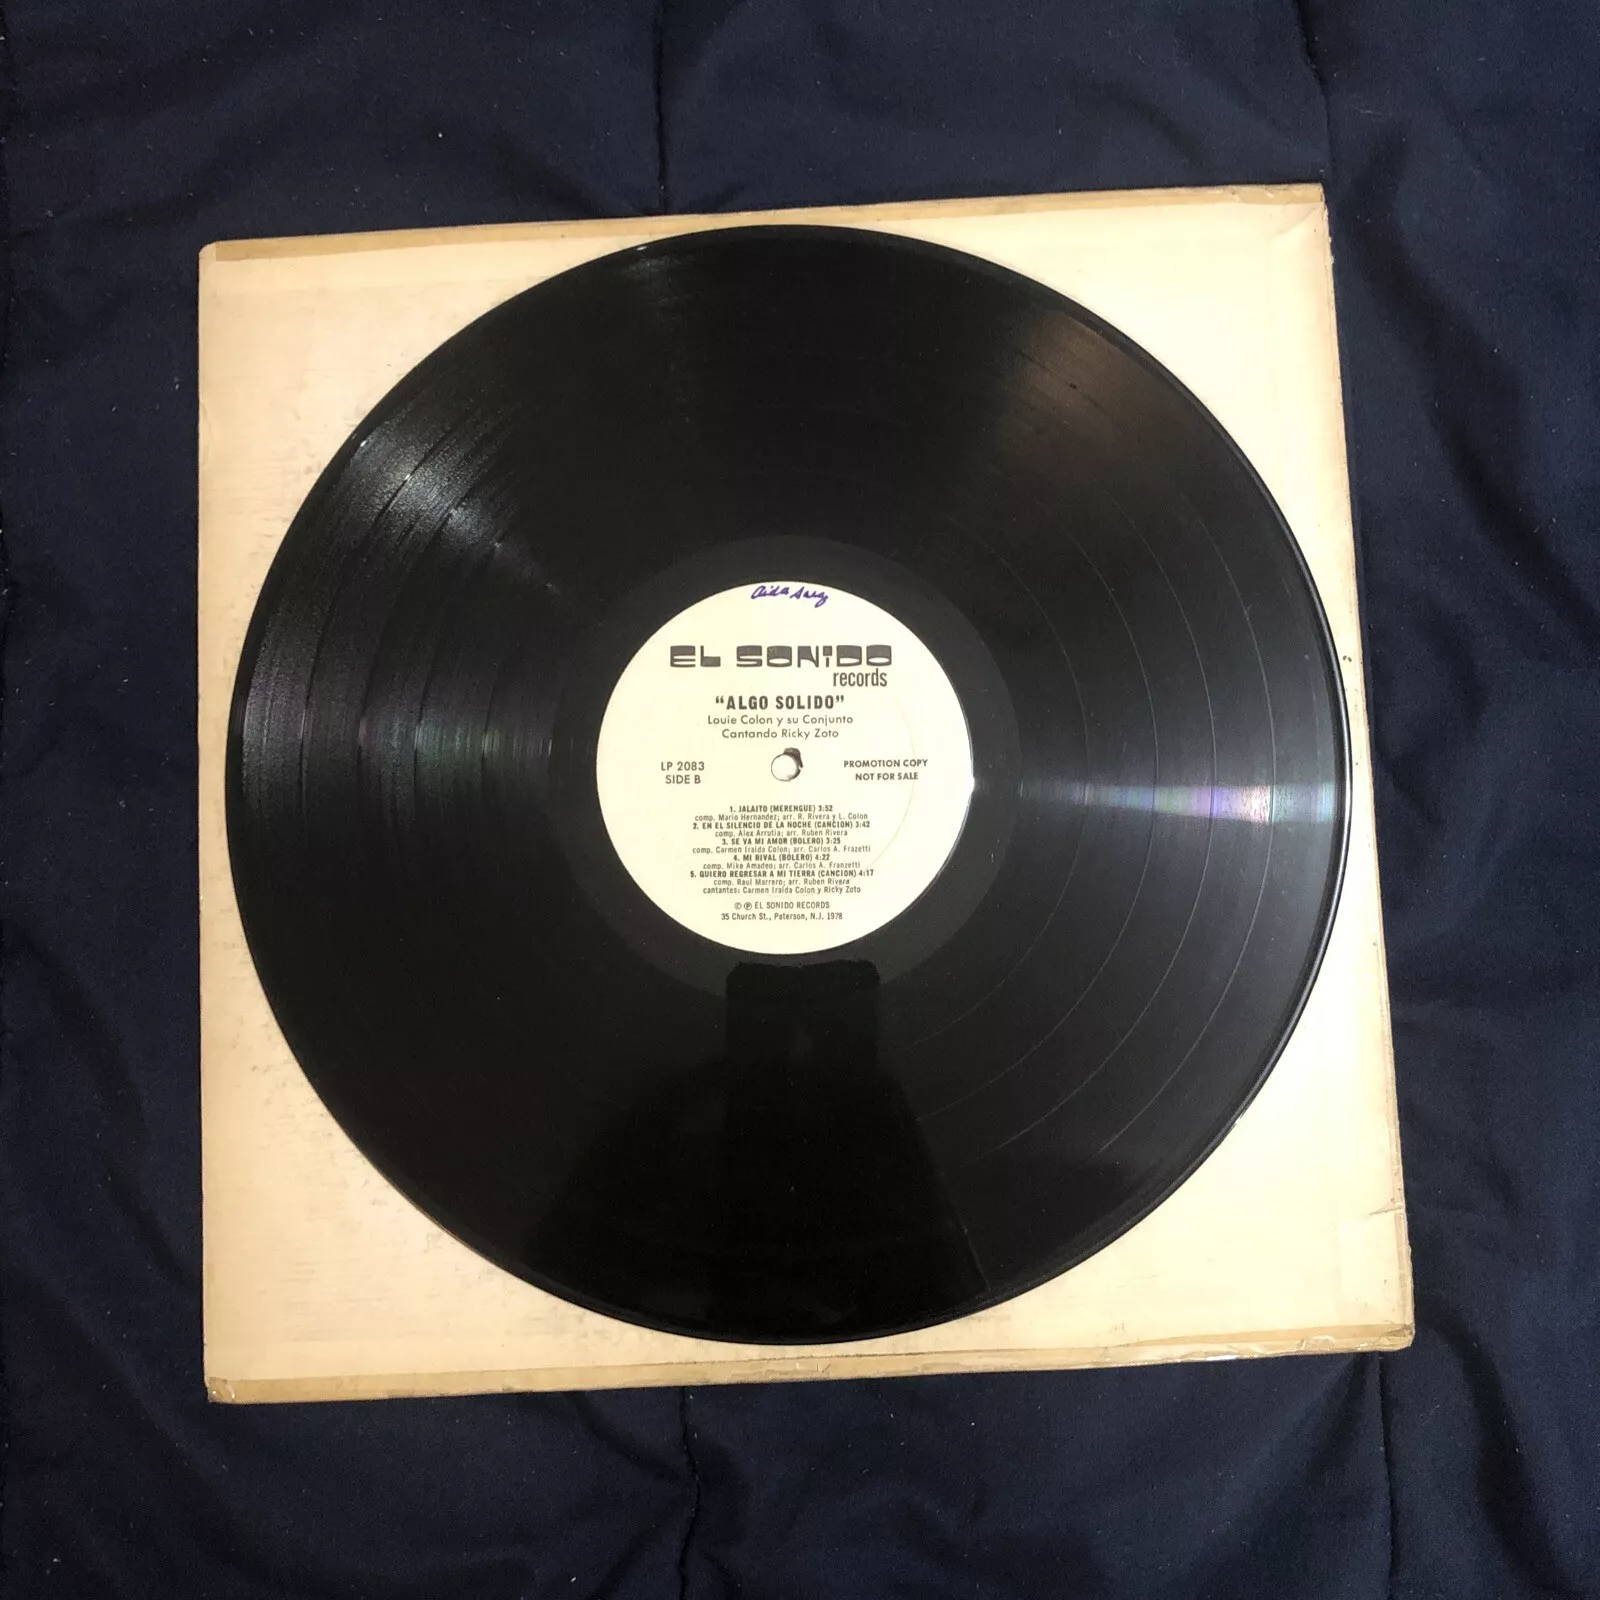 Aida Saez
EL SONIDO
records
“ALGO SOLIDO”
Louie Colon y su Conjunto
Cantando Ricky Zoto
LP 2083
SIDE B
PROMOTION COPY
NOT FOR SALE
1. JALAITO (MERENGUE) 3:52
comp. Mario Hernandez; arr. R. Rivera y L. Colon
2. EN EL SILENCIO DE LA NOCHE (CANCION) 3:42
comp. Alex Arrutia; arr. Ruben Rivera
3. SE VA MI AMOR (BOLERO) 3:25
comp. Carmen Iraida Colon; arr. Carlos A. Frazetti
4. MI RIVAL (BOLERO) 4:22
comp. Mike Amadeo; arr. Carlos A. Franzetti
5. QUIERO REGRESAR A MI TIERRA (CANCION) 4:17
comp. Raul Marrero; arr. Ruben Rivera
cantantes: Carmen Iraida Colon y Ricky Zoto
© ℗ EL SONIDO RECORDS
35 Church St., Paterson, N.J. 1978